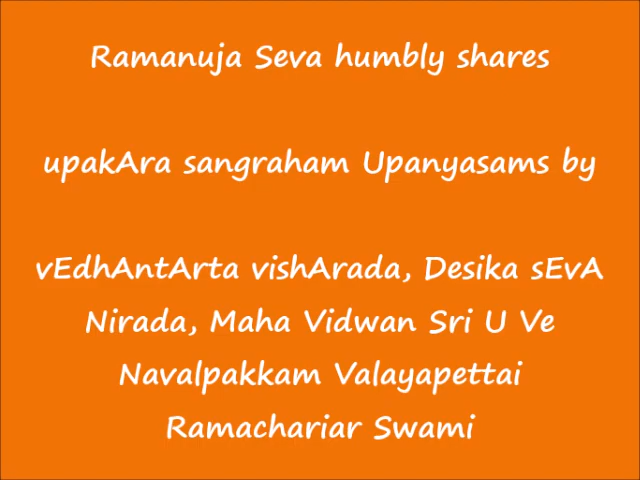 Ramanuja Seva humbly shares
upakAra sangraham Upanyasams by
vEdhAntArta vishArada, Desika sEvA
Nirada, Maha Vidwan Sri U Ve
Navalpakkam Valayapettai
Ramachariar Swami